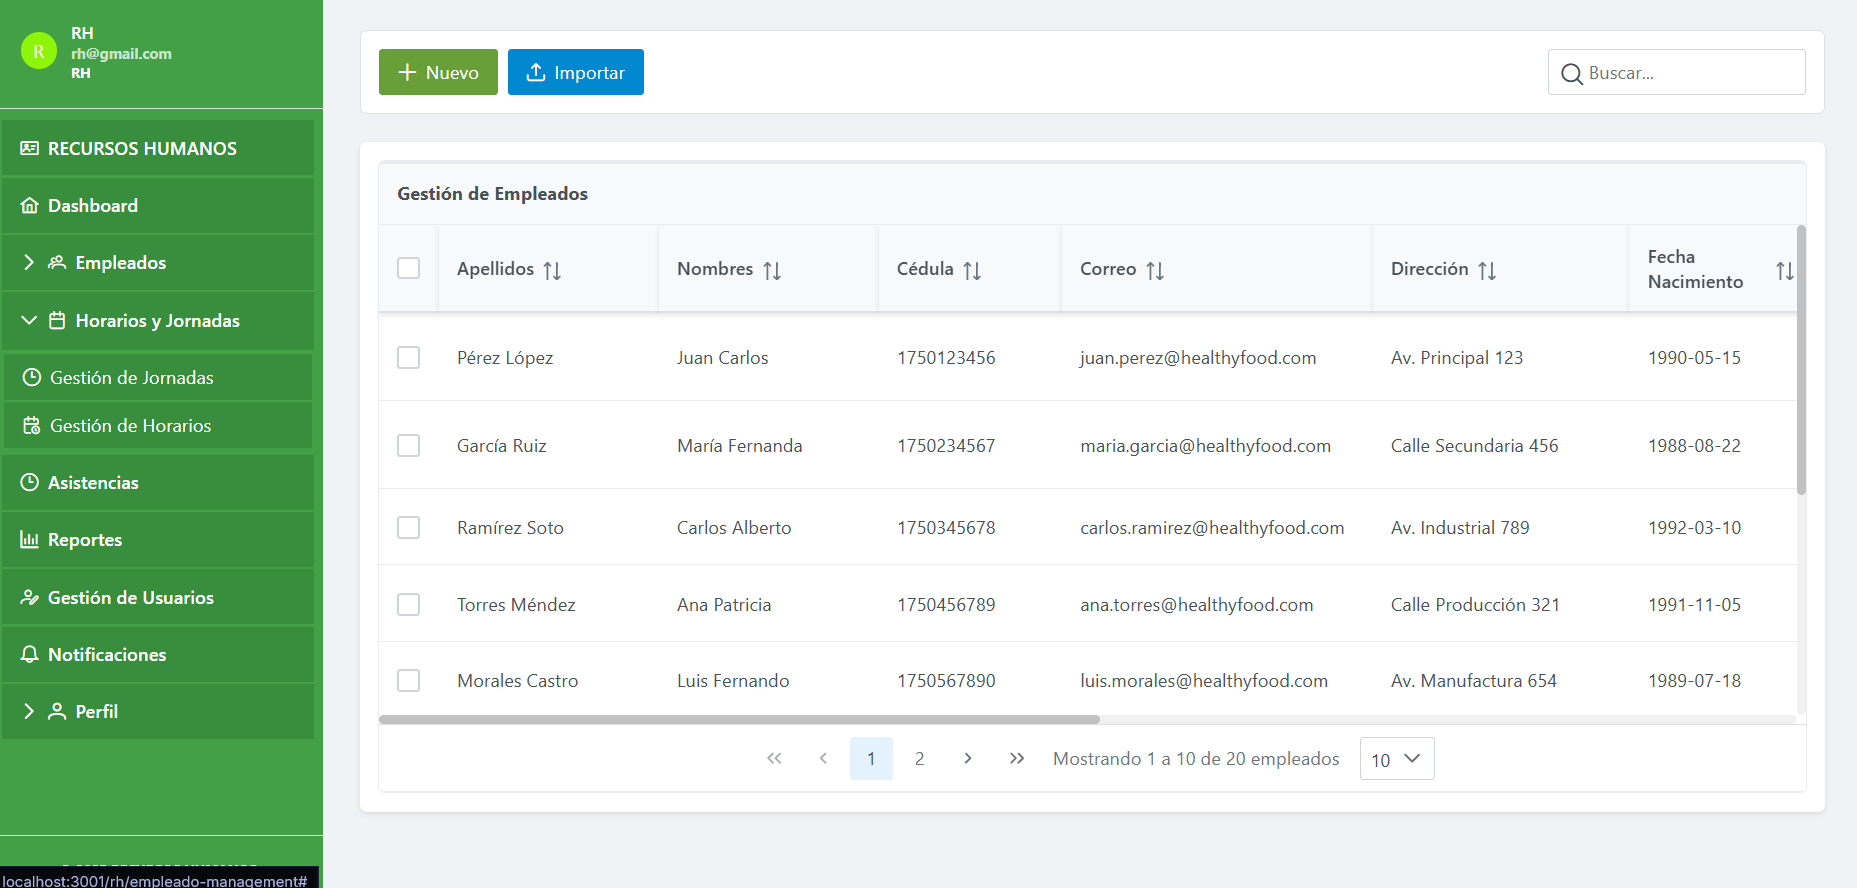 R
RH
rh@gmail.com
RH
RECURSOS HUMANOS
Dashboard
Empleados
Horarios y Jornadas
Gestión de Jornadas
Gestión de Horarios
Asistencias
Reportes
Gestión de Usuarios
Notificaciones
Perfil
localhost:3001/rh/empleado-management#
Nuevo
Importar
Buscar...
Gestión de Empleados
Apellidos Nombres Cédula Correo Dirección Fecha Nacimiento
Pérez López Juan Carlos 1750123456 juan.perez@healthyfood.com Av. Principal 123 1990-05-15
García Ruiz María Fernanda 1750234567 maria.garcia@healthyfood.com Calle Secundaria 456 1988-08-22
Ramírez Soto Carlos Alberto 1750345678 carlos.ramirez@healthyfood.com Av. Industrial 789 1992-03-10
Torres Méndez Ana Patricia 1750456789 ana.torres@healthyfood.com Calle Producción 321 1991-11-05
Morales Castro Luis Fernando 1750567890 luis.morales@healthyfood.com Av. Manufactura 654 1989-07-18
1 2 Mostrando 1 a 10 de 20 empleados 10